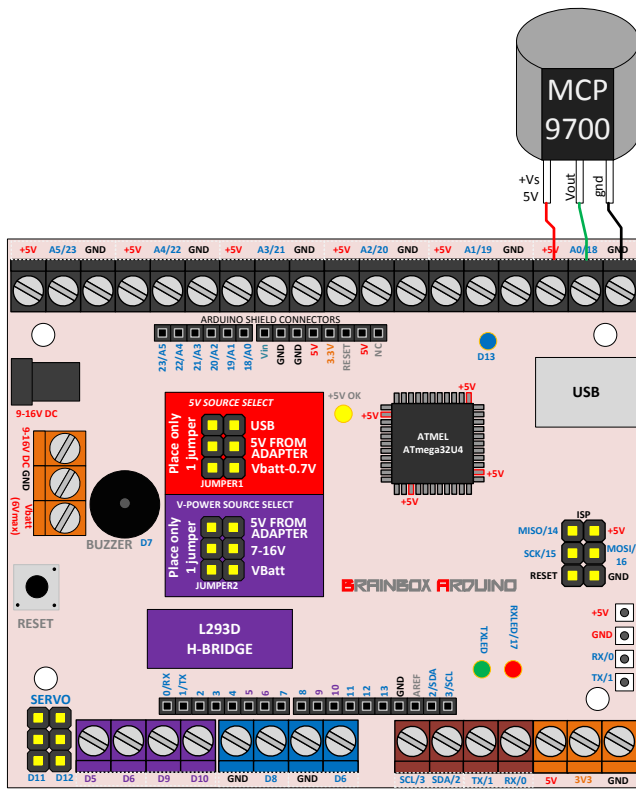 MCP
9700
+Vs
5V
Vout
gnd
+5V A5/23 GND +5V A4/22 GND +5V A3/21 GND +5V A2/20 GND +5V A1/19 GND +5V A0/18 GND
ARDUINO SHIELD CONNECTORS
23/A5
22/A4
21/A3
20/A2
19/A1
18/A0
Vin
GND
GND
5V
3.3V
RESET
5V
NC
D13
9-16V DC
USB
+5V OK
+5V
+5V
+5V
+5V
ATMEL
ATmega32U4
5V SOURCE SELECT
Place only
1 jumper
USB
5V FROM
ADAPTER
Vbatt-0.7V
JUMPER1
V-POWER SOURCE SELECT
Place only
1 jumper
5V FROM
ADAPTER
7-16V
VBatt
JUMPER2
9-16V DC
GND
Vbatt
(6Vmax)
BUZZER
D7
ISP
MISO/14
+5V
SCK/15
MOSI/
16
RESET
GND
BRAINBOX ARDUINO
RESET
L293D
H-BRIDGE
+5V
GND
RX/0
TX/1
TXLED
RXLED/17
0/RX
1/TX
2
3
4
5
6
7
8
9
10
11
12
13
GND
AREF
2/SDA
3/SCL
SERVO
D11 D12
D5 D6 D9 D10 GND D8 GND D6 SCL/3 SDA/2 TX/1 RX/0 5V 3V3 GND